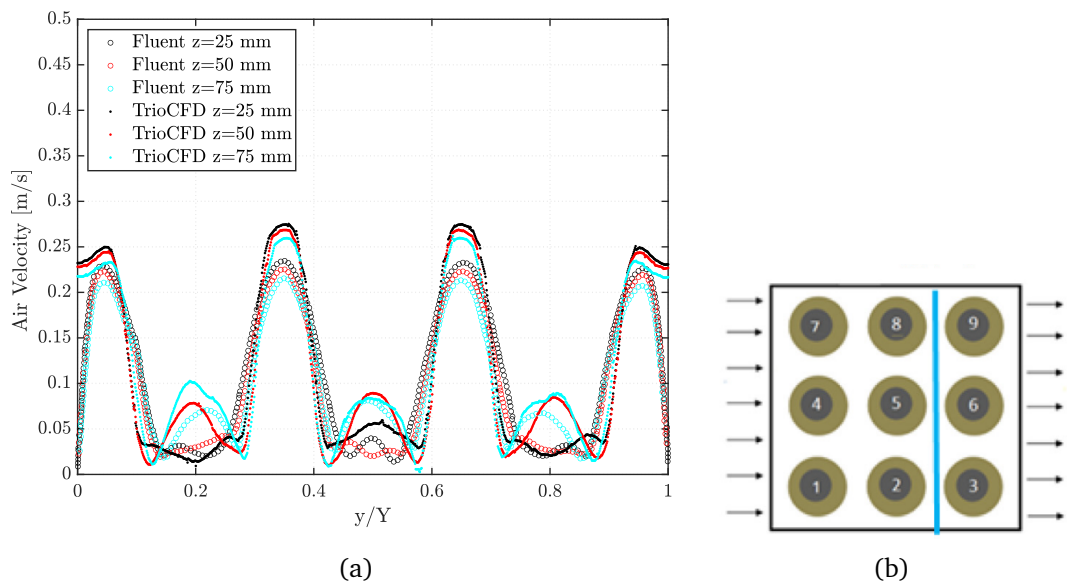 0.5
0.45
0.4
0.35
0.3
0.25
0.2
0.15
0.1
0.05
0
Air Velocity [m/s]
Fluent z=25 mm
Fluent z=50 mm
Fluent z=75 mm
TrioCFD z=25 mm
TrioCFD z=50 mm
TrioCFD z=75 mm
0 0.2 0.4 0.6 0.8 1
y/Y
(a)
7 8 9
4 5 6
1 2 3
(b)